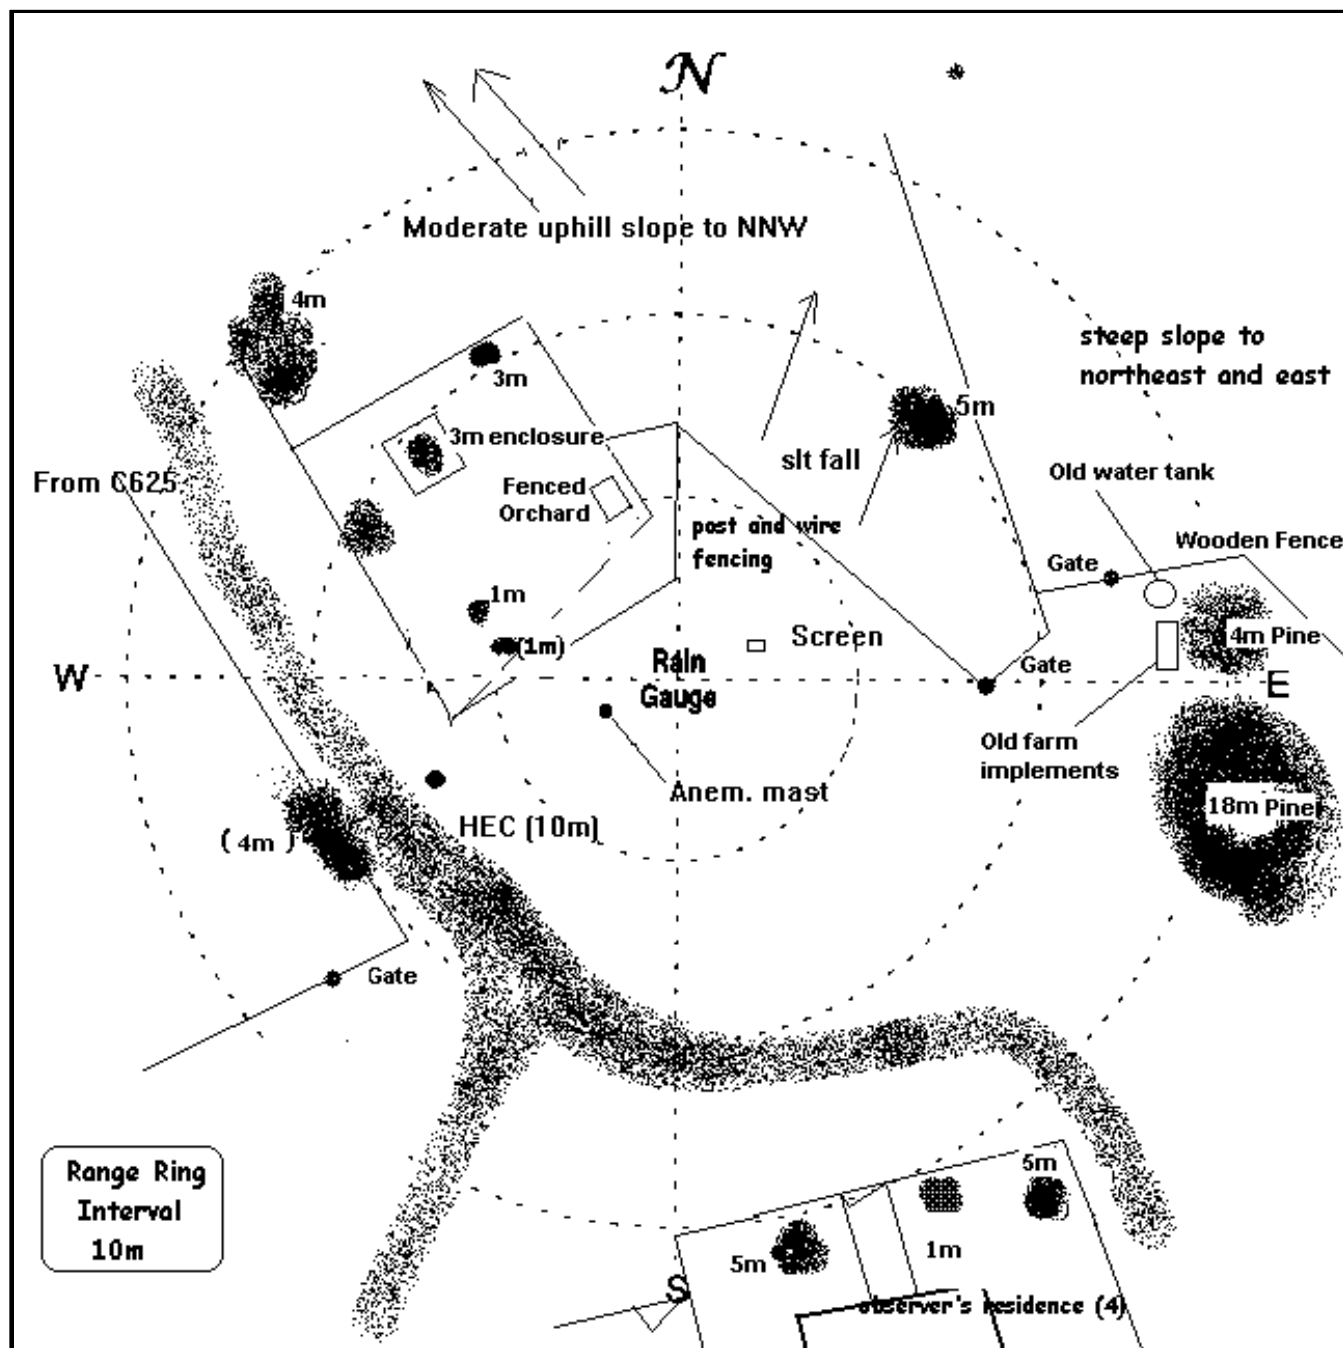 N
Moderate uphill slope to NNW
4m
3m
steep slope to
northeast and east
5m
3m enclosure
slt fall
Old water tank
From C625
Fenced
Orchard
post and wire
fencing
Wooden Fence
Gate
1m
(1m)
Screen
4m Pine
Rain
Gauge
Gate
W
E
Old farm
implements
Anem. mast
18m Pine
HEC (10m)
(4m)
Gate
Range Ring
Interval
10m
5m
1m
5m
S
observer's residence (4)